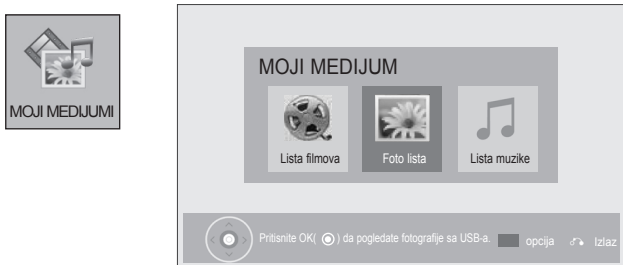 MOJI MEDIJUMI
MOJI MEDIJUM
Lista filmova
Foto lista
Lista muzike
Pritisnite OK( ) da pogledate fotografije sa USB-a.
opcija
Izlaz